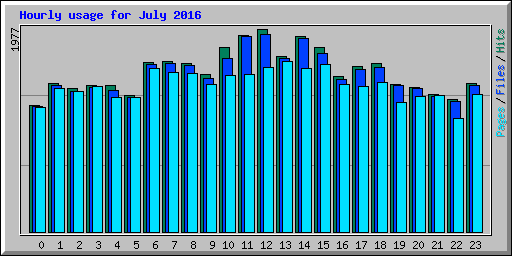 Hourly usage for July 2016
1977
Pages/Files/Hits
0 1 2 3 4 5 6 7 8 9 10 11 12 13 14 15 16 17 18 19 20 21 22 23